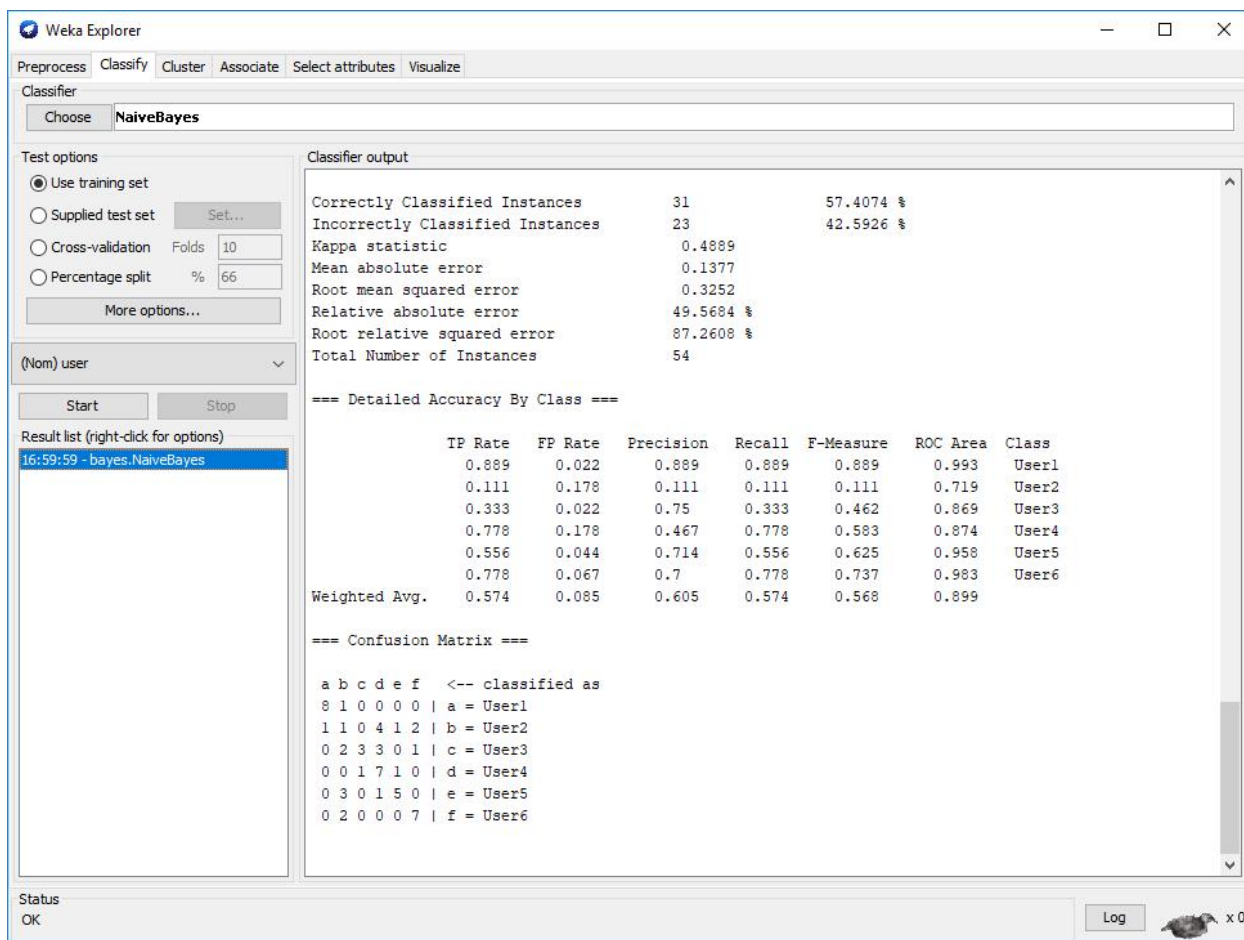 Weka Explorer
Preprocess Classify Cluster Associate Select attributes Visualize
Classifier
Choose NaiveBayes
Test options
Use training set
Supplied test set Set...
Cross-validation Folds 10
Percentage split % 66
More options...
(Nom) user
Start Stop
Result list (right-click for options)
16:59:59 - bayes.NaiveBayes
Classifier output
Correctly Classified Instances 31 57.4074 %
Incorrectly Classified Instances 23 42.5926 %
Kappa statistic 0.4889
Mean absolute error 0.1377
Root mean squared error 0.3252
Relative absolute error 49.5684 %
Root relative squared error 87.2608 %
Total Number of Instances 54
=== Detailed Accuracy By Class ===
TP Rate FP Rate Precision Recall F-Measure ROC Area Class
0.889 0.022 0.889 0.889 0.889 0.993 User1
0.111 0.178 0.111 0.111 0.111 0.719 User2
0.333 0.022 0.75 0.333 0.462 0.869 User3
0.778 0.178 0.467 0.778 0.583 0.874 User4
0.556 0.044 0.714 0.556 0.625 0.958 User5
0.778 0.067 0.7 0.778 0.737 0.983 User6
Weighted Avg. 0.574 0.085 0.605 0.574 0.568 0.899
=== Confusion Matrix ===
a b c d e f <-- classified as
8 1 0 0 0 0 | a = User1
1 1 0 4 1 2 | b = User2
0 2 3 3 0 1 | c = User3
0 0 1 7 1 0 | d = User4
0 3 0 1 5 0 | e = User5
0 2 0 0 0 7 | f = User6
Status
OK
Log x 0